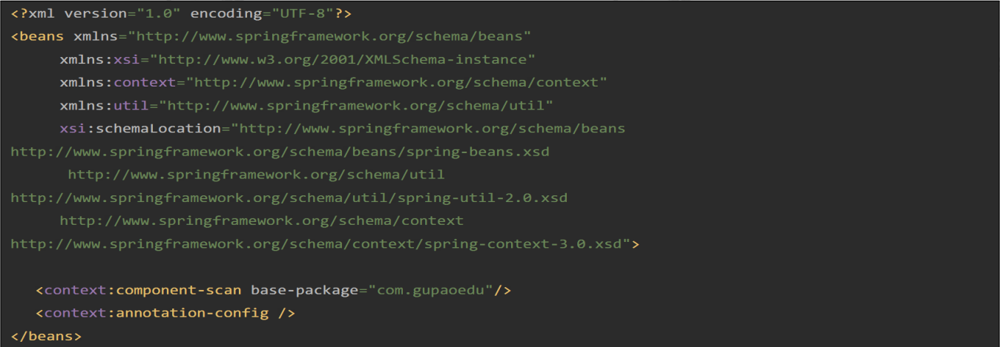 <?xml version="1.0" encoding="UTF-8"?>
<beans xmlns="http://www.springframework.org/schema/beans"
xmlns:xsi="http://www.w3.org/2001/XMLSchema-instance"
xmlns:context="http://www.springframework.org/schema/context"
xmlns:util="http://www.springframework.org/schema/util"
xsi:schemaLocation="http://www.springframework.org/schema/beans
http://www.springframework.org/schema/beans/spring-beans.xsd
http://www.springframework.org/schema/util
http://www.springframework.org/schema/util/spring-util-2.0.xsd
http://www.springframework.org/schema/context
http://www.springframework.org/schema/context/spring-context-3.0.xsd">
<context:component-scan base-package="com.gupaoedu"/>
<context:annotation-config />
</beans>